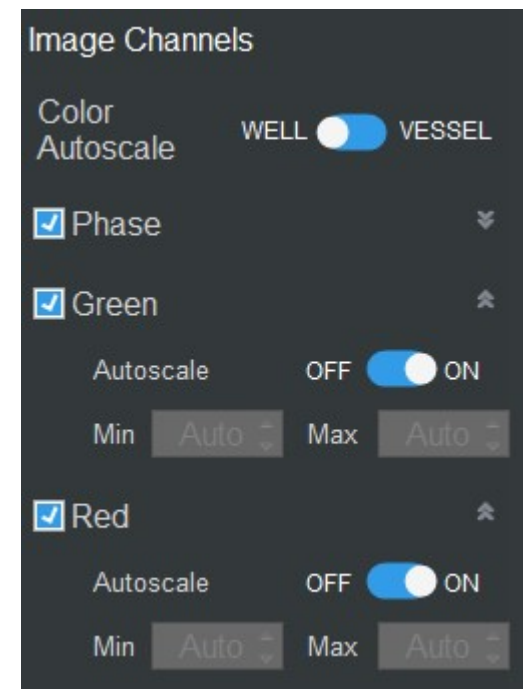 Image Channels
Color
Autoscale
WELL VESSEL
Phase
Green
Autoscale OFF ON
Min Auto Max Auto
Red
Autoscale OFF ON
Min Auto Max Auto